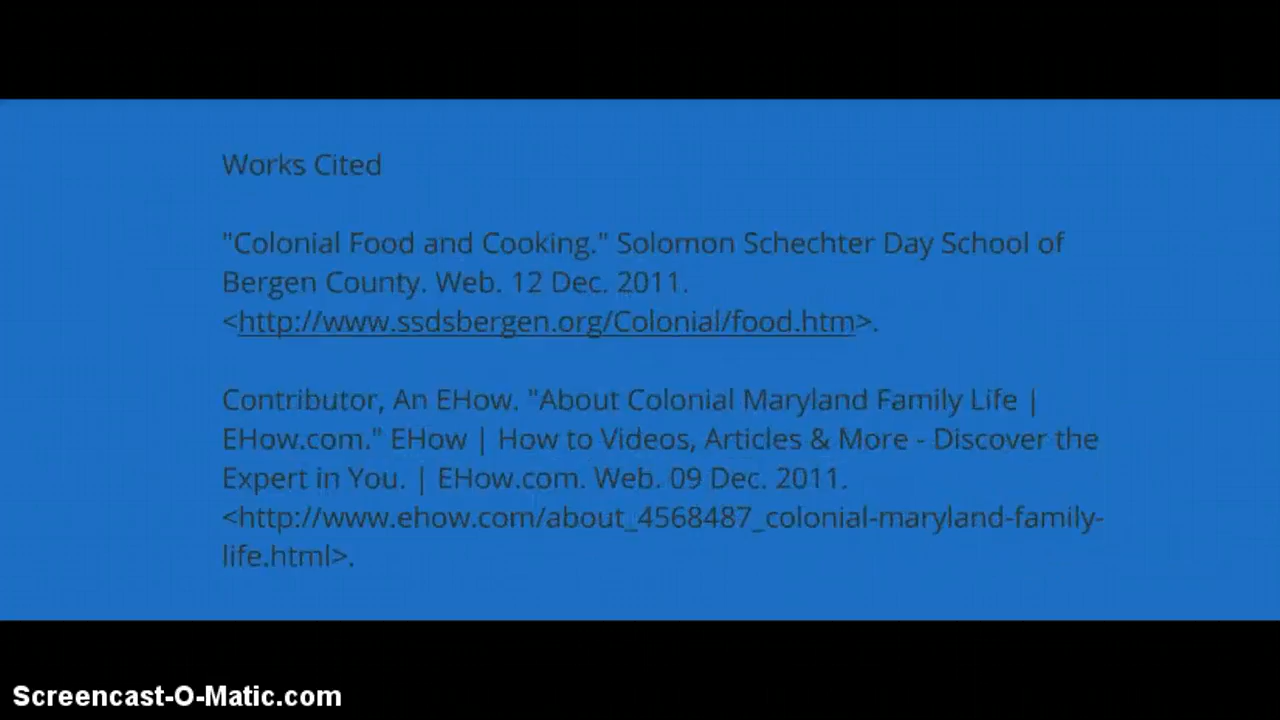 Works Cited
"Colonial Food and Cooking." Solomon Schechter Day School of
Bergen County. Web. 12 Dec. 2011.
<http://www.ssdsbergen.org/Colonial/food.htm>.
Contributor, An EHow. "About Colonial Maryland Family Life |
EHow.com." EHow | How to Videos, Articles & More - Discover the
Expert in You. | EHow.com. Web. 09 Dec. 2011.
<http://www.ehow.com/about_4568487_colonial-maryland-family-
life.html>.
Screencast-O-Matic.com